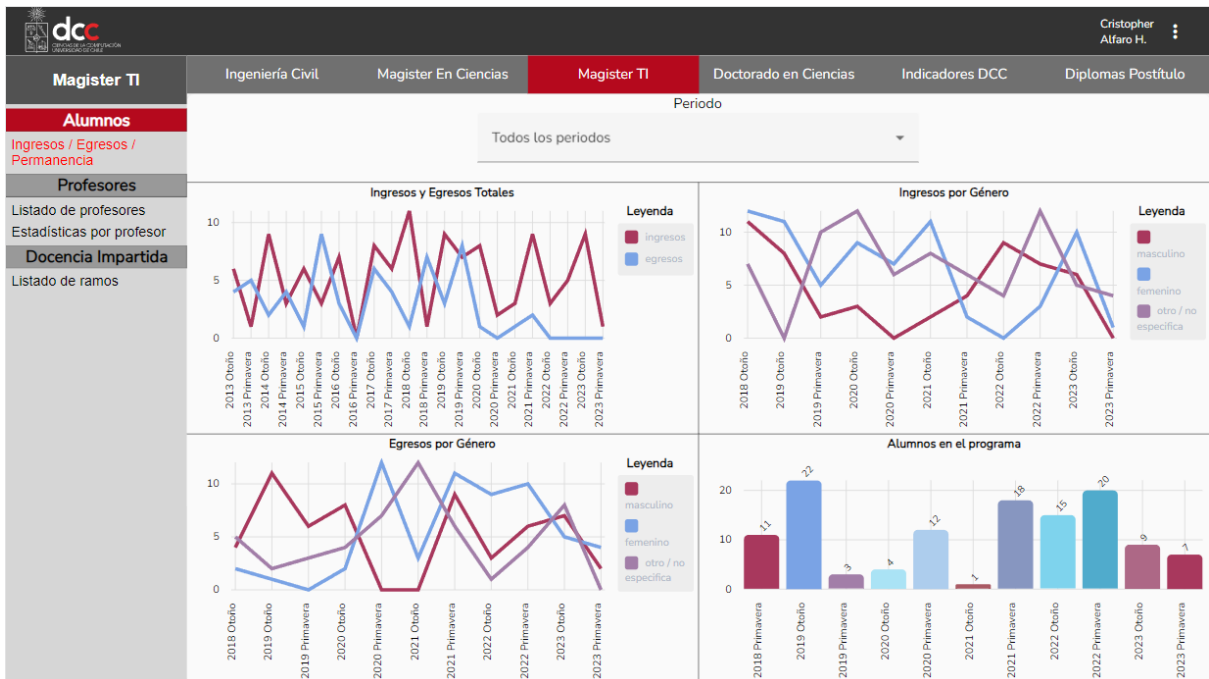 dcc
CIENCIAS DE LA COMPUTACIÓN
UNIVERSIDAD DE CHILE
Cristopher
Alfaro H.
Magister TI
Ingeniería Civil
Magister En Ciencias
Magister TI
Doctorado en Ciencias
Indicadores DCC
Diplomas Postítulo
Alumnos
Ingresos / Egresos /
Permanencia
Profesores
Listado de profesores
Estadísticas por profesor
Docencia Impartida
Listado de ramos
Periodo
Todos los periodos
Ingresos y Egresos Totales
10
5
0
2013 Otoño
2013 Primavera
2014 Otoño
2014 Primavera
2015 Otoño
2015 Primavera
2016 Otoño
2016 Primavera
2017 Otoño
2017 Primavera
2018 Otoño
2018 Primavera
2019 Otoño
2019 Primavera
2020 Otoño
2020 Primavera
2021 Otoño
2021 Primavera
2022 Otoño
2022 Primavera
2023 Otoño
2023 Primavera
Leyenda
ingresos
egresos
Ingresos por Género
10
5
0
2018 Otoño
2019 Otoño
2019 Primavera
2020 Otoño
2020 Primavera
2021 Otoño
2021 Primavera
2022 Otoño
2022 Primavera
2023 Otoño
2023 Primavera
Leyenda
masculino
femenino
otro / no
especifica
Egresos por Género
10
5
0
2018 Otoño
2019 Otoño
2019 Primavera
2020 Otoño
2020 Primavera
2021 Otoño
2021 Primavera
2022 Otoño
2022 Primavera
2023 Otoño
2023 Primavera
Leyenda
masculino
femenino
otro / no
especifica
Alumnos en el programa
20
10
0
11
22
3
4
12
1
18
15
20
9
7
2018 Primavera
2019 Otoño
2019 Primavera
2020 Otoño
2020 Primavera
2021 Otoño
2021 Primavera
2022 Otoño
2022 Primavera
2023 Otoño
2023 Primavera